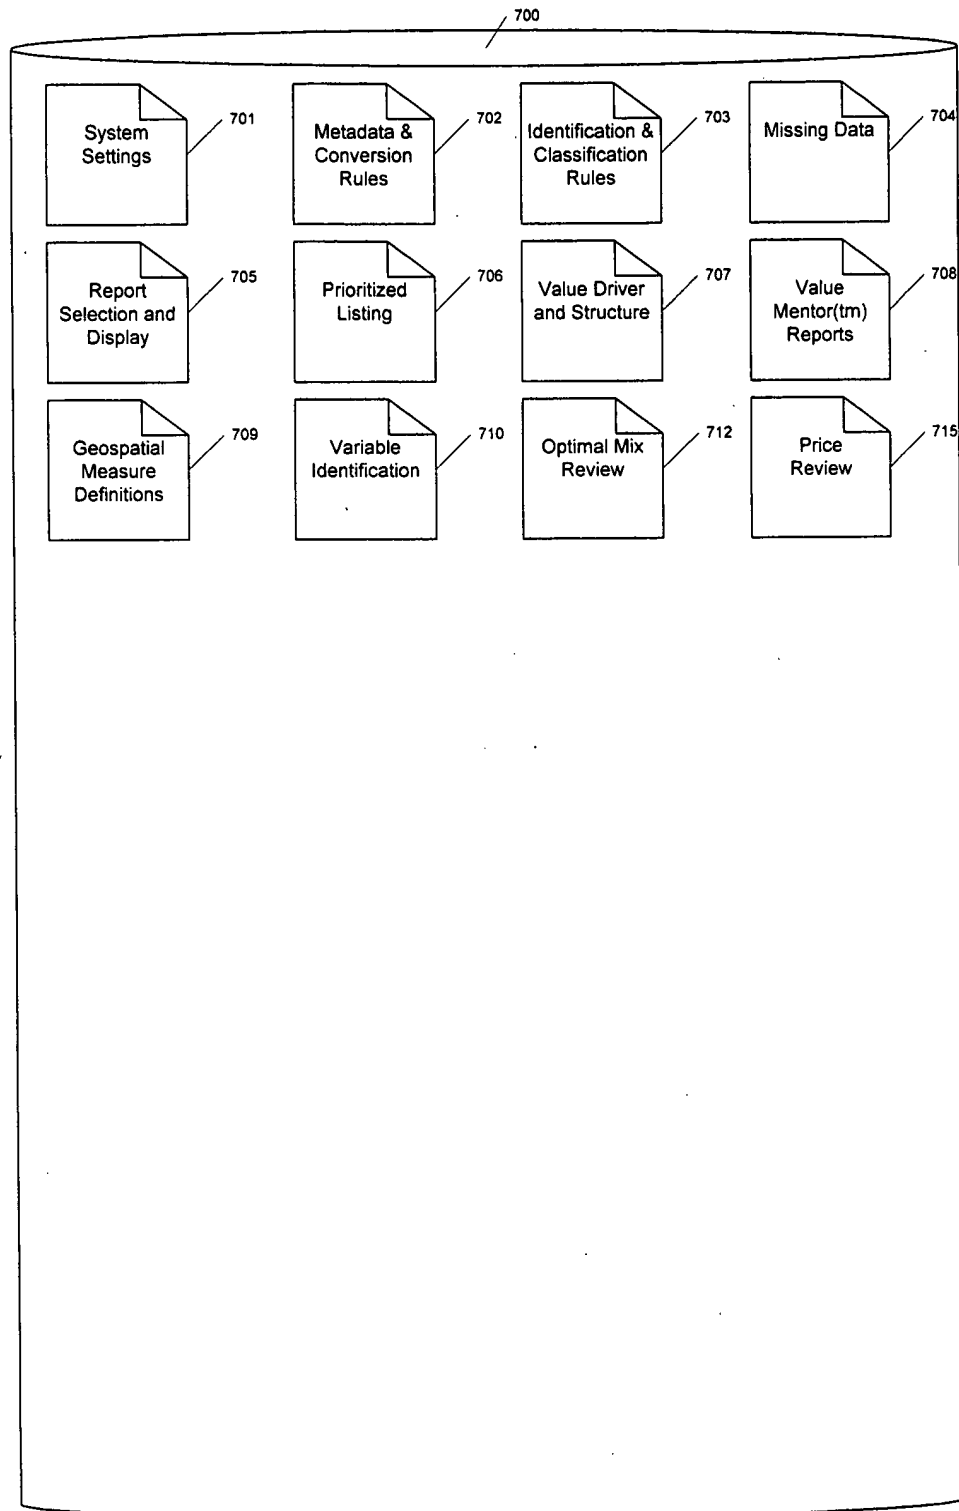 700
System
Settings
701
Metadata &
Conversion
Rules
702
Identification &
Classification
Rules
703
Missing Data
704
Report
Selection and
Display
705
Prioritized
Listing
706
Value Driver
and Structure
707
Value
Mentor(tm)
Reports
708
Geospatial
Measure
Definitions
709
Variable
Identification
710
Optimal Mix
Review
712
Price
Review
715